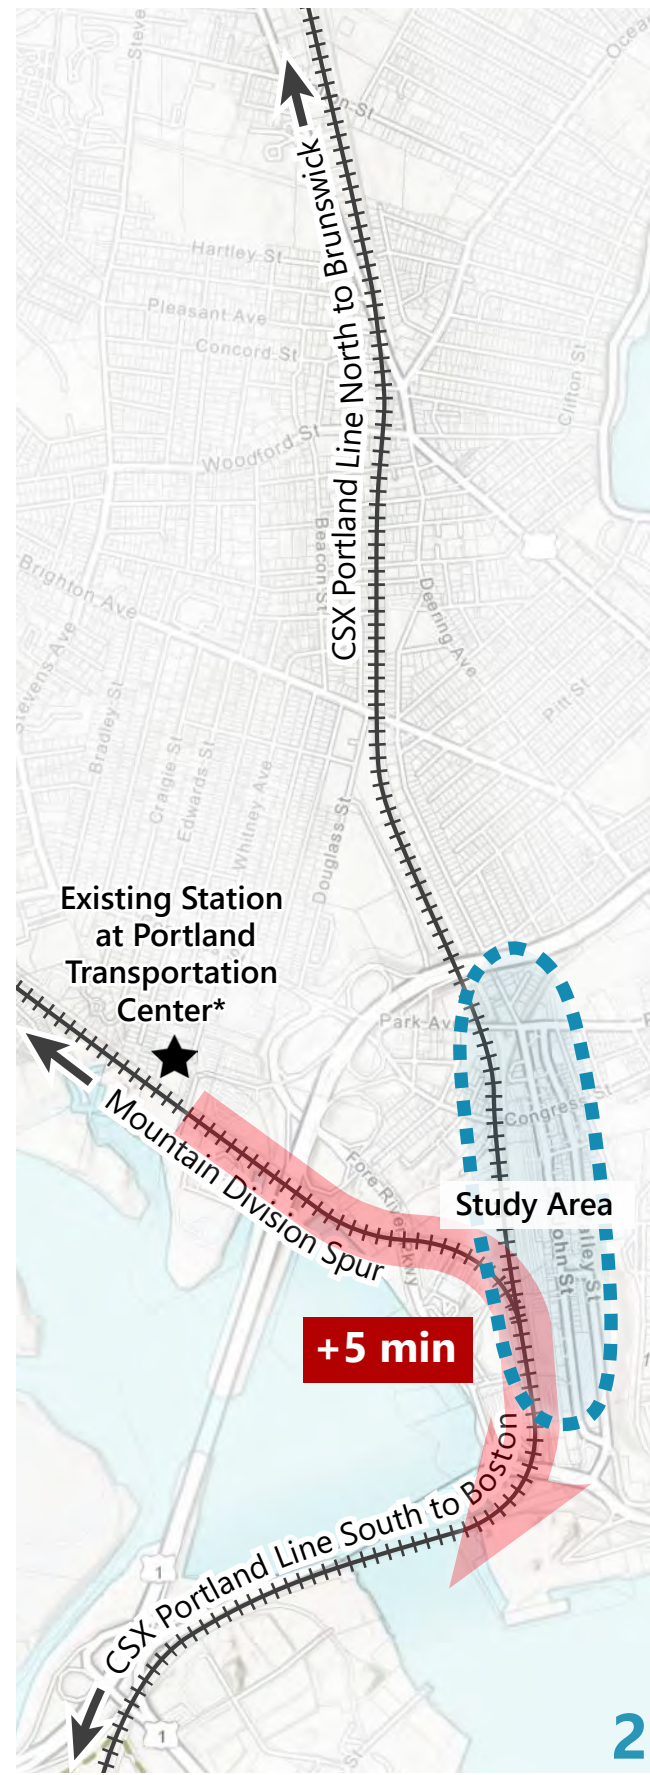 Ocean
CSX Portland Line North to Brunswick
Hartley St
Pleasant Ave
Concord St
Clifton St
Woodford St
Beacon St
Brighton Ave
Deering Ave
Stevens Ave
Bradley St
Pitt St
Craigie St
Edwards St
Whitney Ave
Douglass St
Existing Station
at Portland
Transportation
Center*
Park Ave
Congress St
Mountain Division Spur
Fore River Pkwy
Study Area
+5 min
CSX Portland Line South to Boston
1
1
2